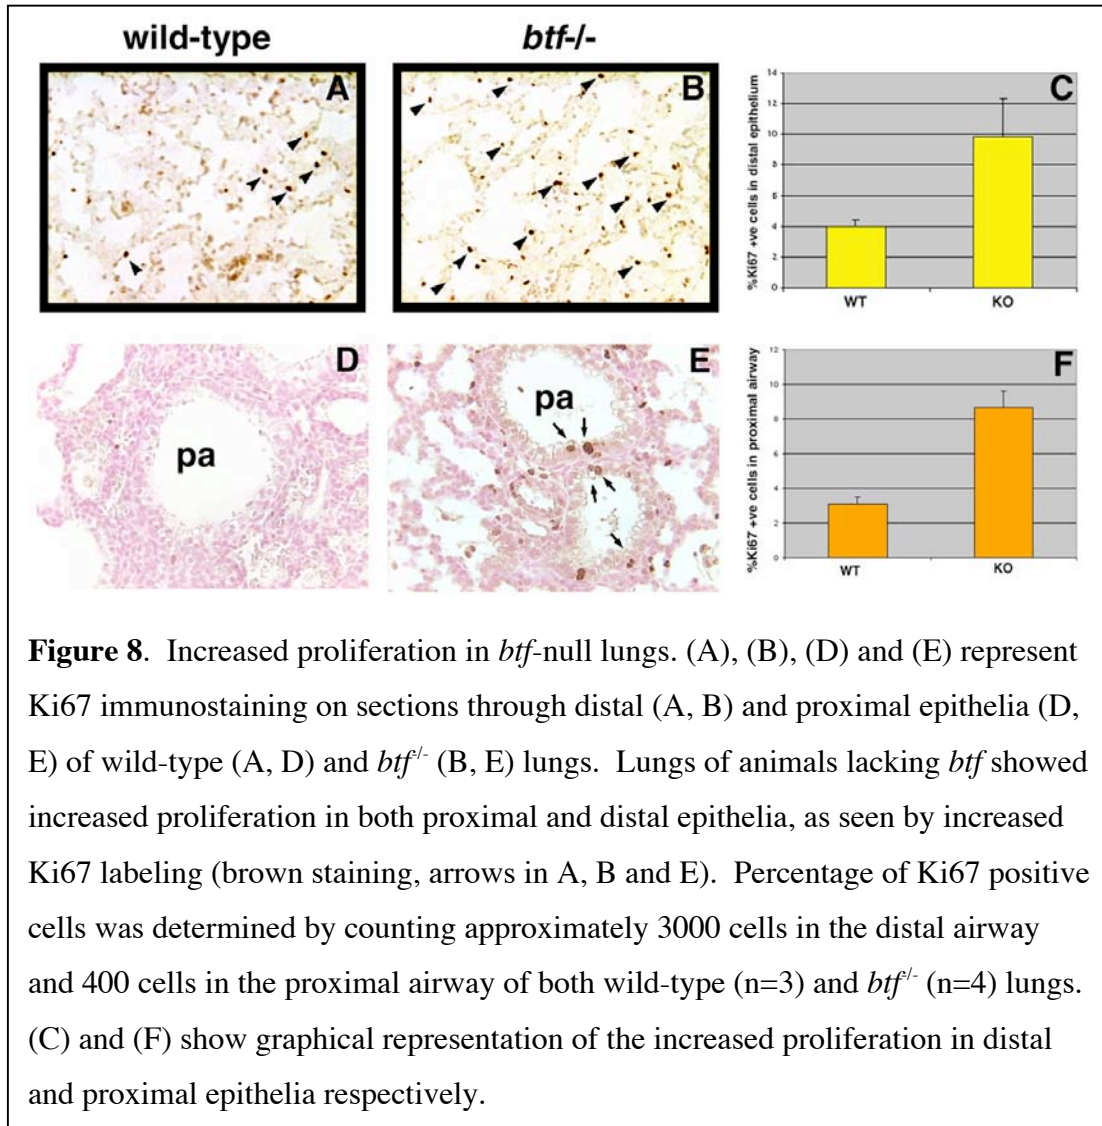 wild-type
btf-/-
A
B
C
%Ki67 +ve cells in distal epithelium
14
12
10
8
6
4
2
0
WT
KO
D
pa
E
pa
F
%Ki67 +ve cells in proximal airway
12
10
8
6
4
2
0
WT
KO
Figure 8. Increased proliferation in btf-null lungs. (A), (B), (D) and (E) represent
Ki67 immunostaining on sections through distal (A, B) and proximal epithelia (D,
E) of wild-type (A, D) and btf-/- (B, E) lungs. Lungs of animals lacking btf showed
increased proliferation in both proximal and distal epithelia, as seen by increased
Ki67 labeling (brown staining, arrows in A, B and E). Percentage of Ki67 positive
cells was determined by counting approximately 3000 cells in the distal airway
and 400 cells in the proximal airway of both wild-type (n=3) and btf-/- (n=4) lungs.
(C) and (F) show graphical representation of the increased proliferation in distal
and proximal epithelia respectively.